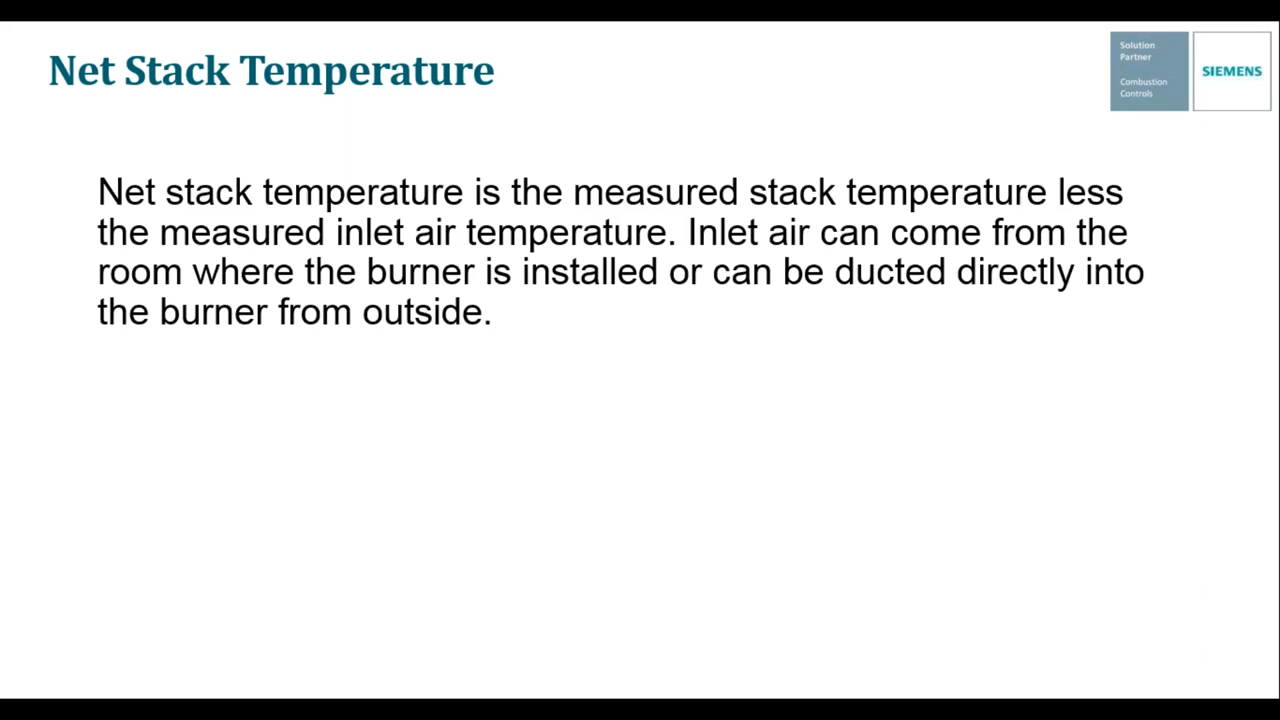 Net Stack Temperature
Solution
Partner
Combustion
Controls
SIEMENS
Net stack temperature is the measured stack temperature less
the measured inlet air temperature. Inlet air can come from the
room where the burner is installed or can be ducted directly into
the burner from outside.